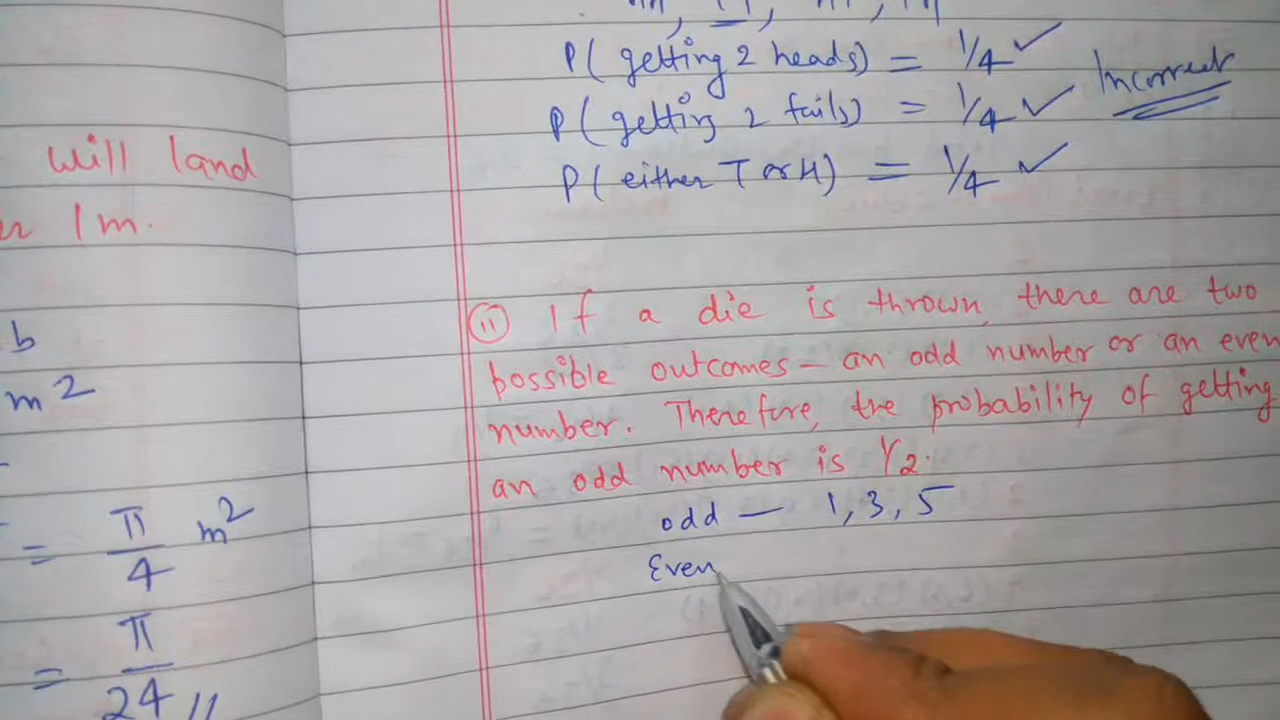 will land
1m.
b
m2
= π/4 m2
= π/24 //
P( getting 2 heads) = 1/4 ✓
P( getting 2 tails) = 1/4 ✓ Incorrect
P( either T or H) = 1/4 ✓
(ii) If a die is thrown, there are two
possible outcomes – an odd number or an even
number. Therefore, the probability of getting
an odd number is 1/2.
odd — 1, 3, 5
Even